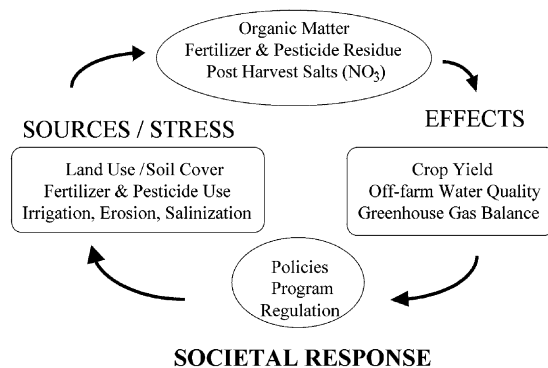 Organic Matter
Fertilizer & Pesticide Residue
Post Harvest Salts (NO3)
SOURCES / STRESS
EFFECTS
Land Use /Soil Cover
Fertilizer & Pesticide Use
Irrigation, Erosion, Salinization
Crop Yield
Off-farm Water Quality
Greenhouse Gas Balance
Policies
Program
Regulation
SOCIETAL RESPONSE